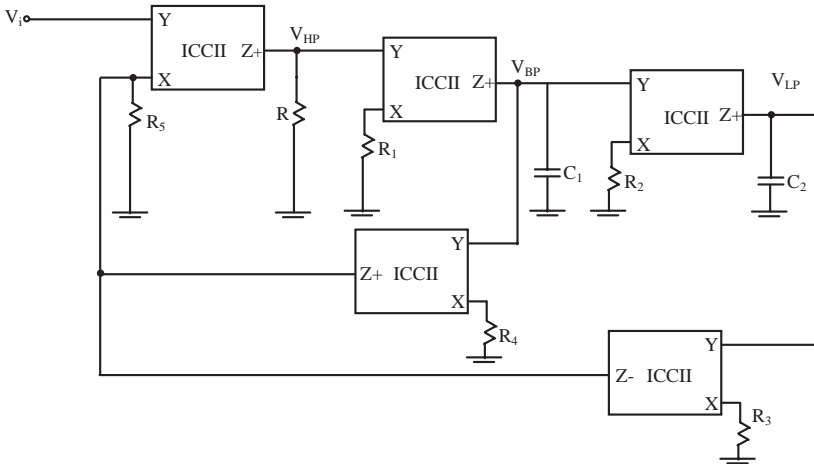 Vi
Y
ICCII
Z+
X
R5
VHP
R
Y
ICCII
Z+
X
R1
VBP
C1
Y
ICCII
Z+
X
R2
VLP
C2
Y
Z+ ICCII
X
R4
Y
Z- ICCII
X
R3